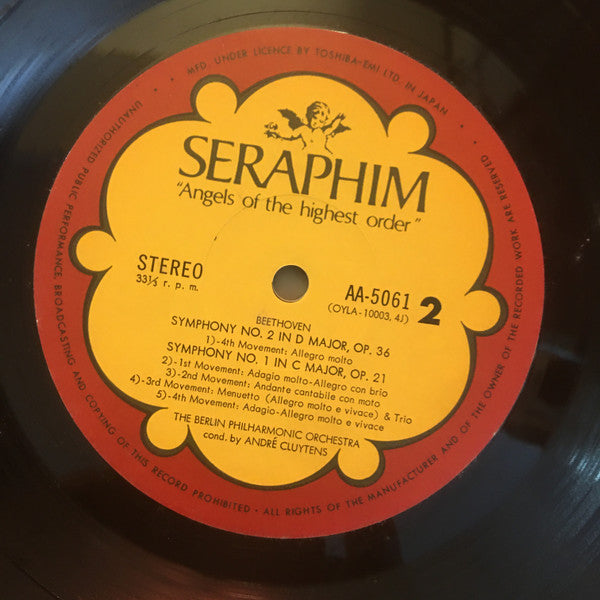 MFD. UNDER LICENCE BY TOSHIBA-EMI LTD. IN JAPAN
SERAPHIM
"Angels of the highest order"
STEREO
33⅓ r. p. m.
AA-5061
(OYLA-10003, 4J)
2
BEETHOVEN
SYMPHONY NO. 2 IN D MAJOR, OP. 36
1)-4th Movement: Allegro molto
SYMPHONY NO. 1 IN C MAJOR, OP. 21
2)-1st Movement: Adagio molto-Allegro con brio
3)-2nd Movement: Andante cantabile con moto
4)-3rd Movement: Menuetto (Allegro molto e vivace) & Trio
5)-4th Movement: Adagio-Allegro molto e vivace
THE BERLIN PHILHARMONIC ORCHESTRA
cond. by ANDRÉ CLUYTENS
UNAUTHORIZED PUBLIC PERFORMANCE, BROADCASTING AND COPYING OF THIS RECORD PROHIBITED · ALL RIGHTS OF THE MANUFACTURER AND OF THE OWNER OF THE RECORDED WORK ARE RESERVED